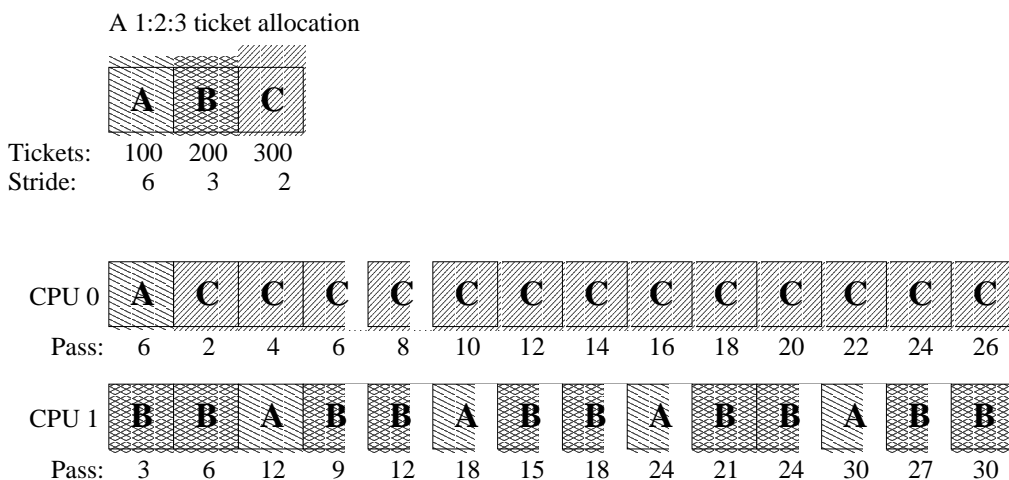 A 1:2:3 ticket allocation
A B C
Tickets: 100 200 300
Stride: 6 3 2
CPU 0 A C C C C C C C C C C C C C
Pass: 6 2 4 6 8 10 12 14 16 18 20 22 24 26
CPU 1 B B A B B A B B A B B A B B
Pass: 3 6 12 9 12 18 15 18 24 21 24 30 27 30